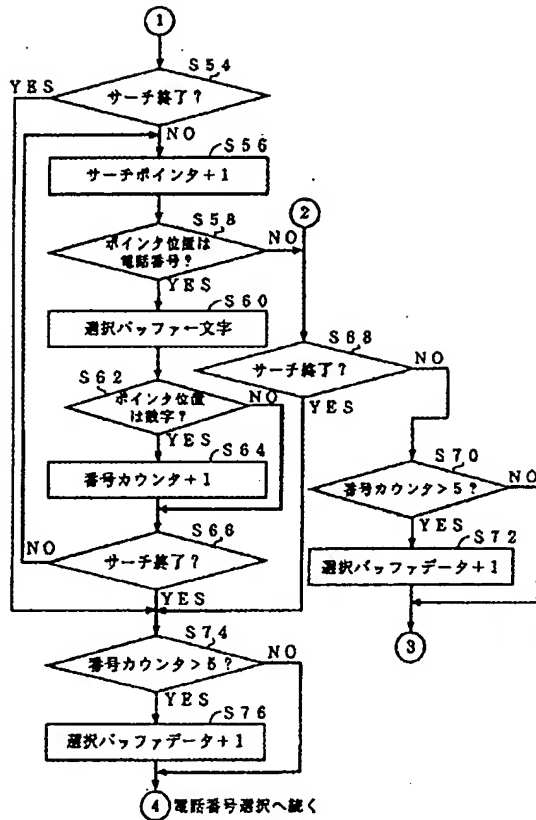 1
S54
YES
サーチ終了?
NO
S56
サーチポインタ+1
2
S58
ポインタ位置は
電話番号?
NO
YES
S60
選択バッファ←文字
S68
サーチ終了?
NO
YES
S62
ポインタ位置
は数字?
NO
YES
S64
番号カウンタ+1
S70
番号カウンタ>5?
NO
YES
S72
選択バッファデータ+1
3
S66
NO
サーチ終了?
YES
S74
番号カウンタ>5?
NO
YES
S76
選択バッファデータ+1
4 電話番号選択へ続く